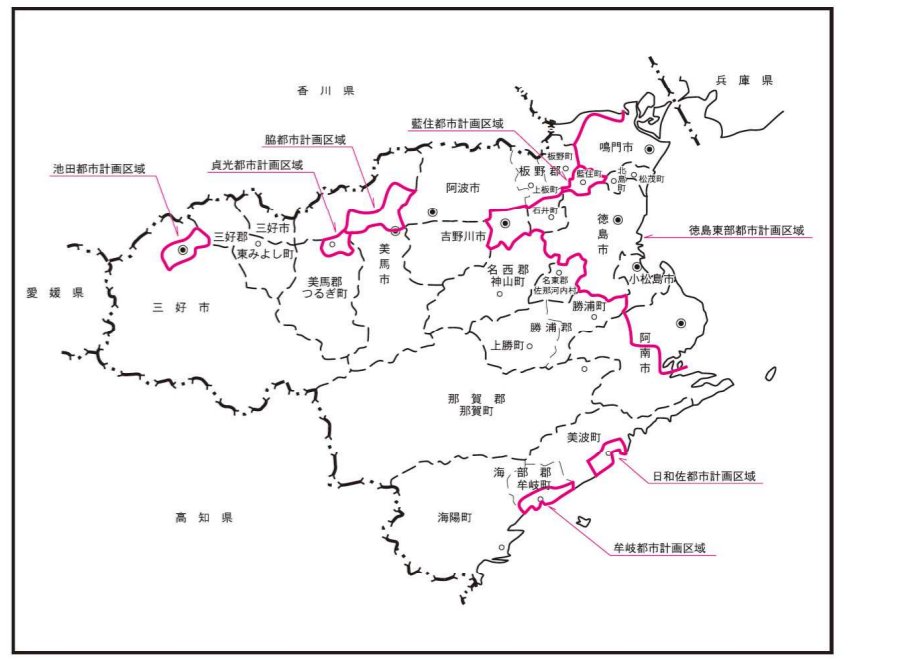 兵庫県
香川県
藍住都市計画区域
脇都市計画区域
貞光都市計画区域
池田都市計画区域
鳴門市
上板町
板野町
板野郡
藍住町
北島町
松茂町
阿波市
石井町
徳島市
三好市
三好郡
東みよし町
吉野川市
徳島東部都市計画区域
美馬市
名西郡
神山町
名東郡
佐那河内村
小松島市
美馬郡
つるぎ町
愛媛県
三好市
勝浦町
勝浦郡
上勝町
阿南市
那賀郡
那賀町
美波町
海部郡
牟岐町
日和佐都市計画区域
高知県
海陽町
牟岐都市計画区域